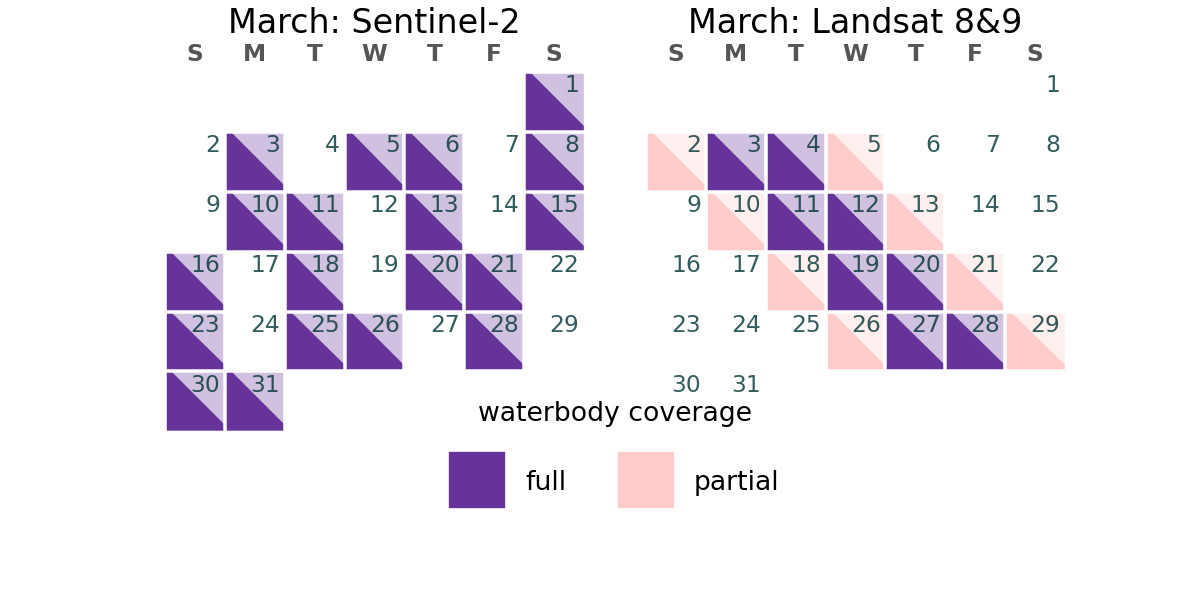 March: Sentinel-2
S M T W T F S
1
2 3 4 5 6 7 8
9 10 11 12 13 14 15
16 17 18 19 20 21 22
23 24 25 26 27 28 29
30 31
March: Landsat 8&9
S M T W T F S
1
2 3 4 5 6 7 8
9 10 11 12 13 14 15
16 17 18 19 20 21 22
23 24 25 26 27 28 29
30 31
waterbody coverage
full partial